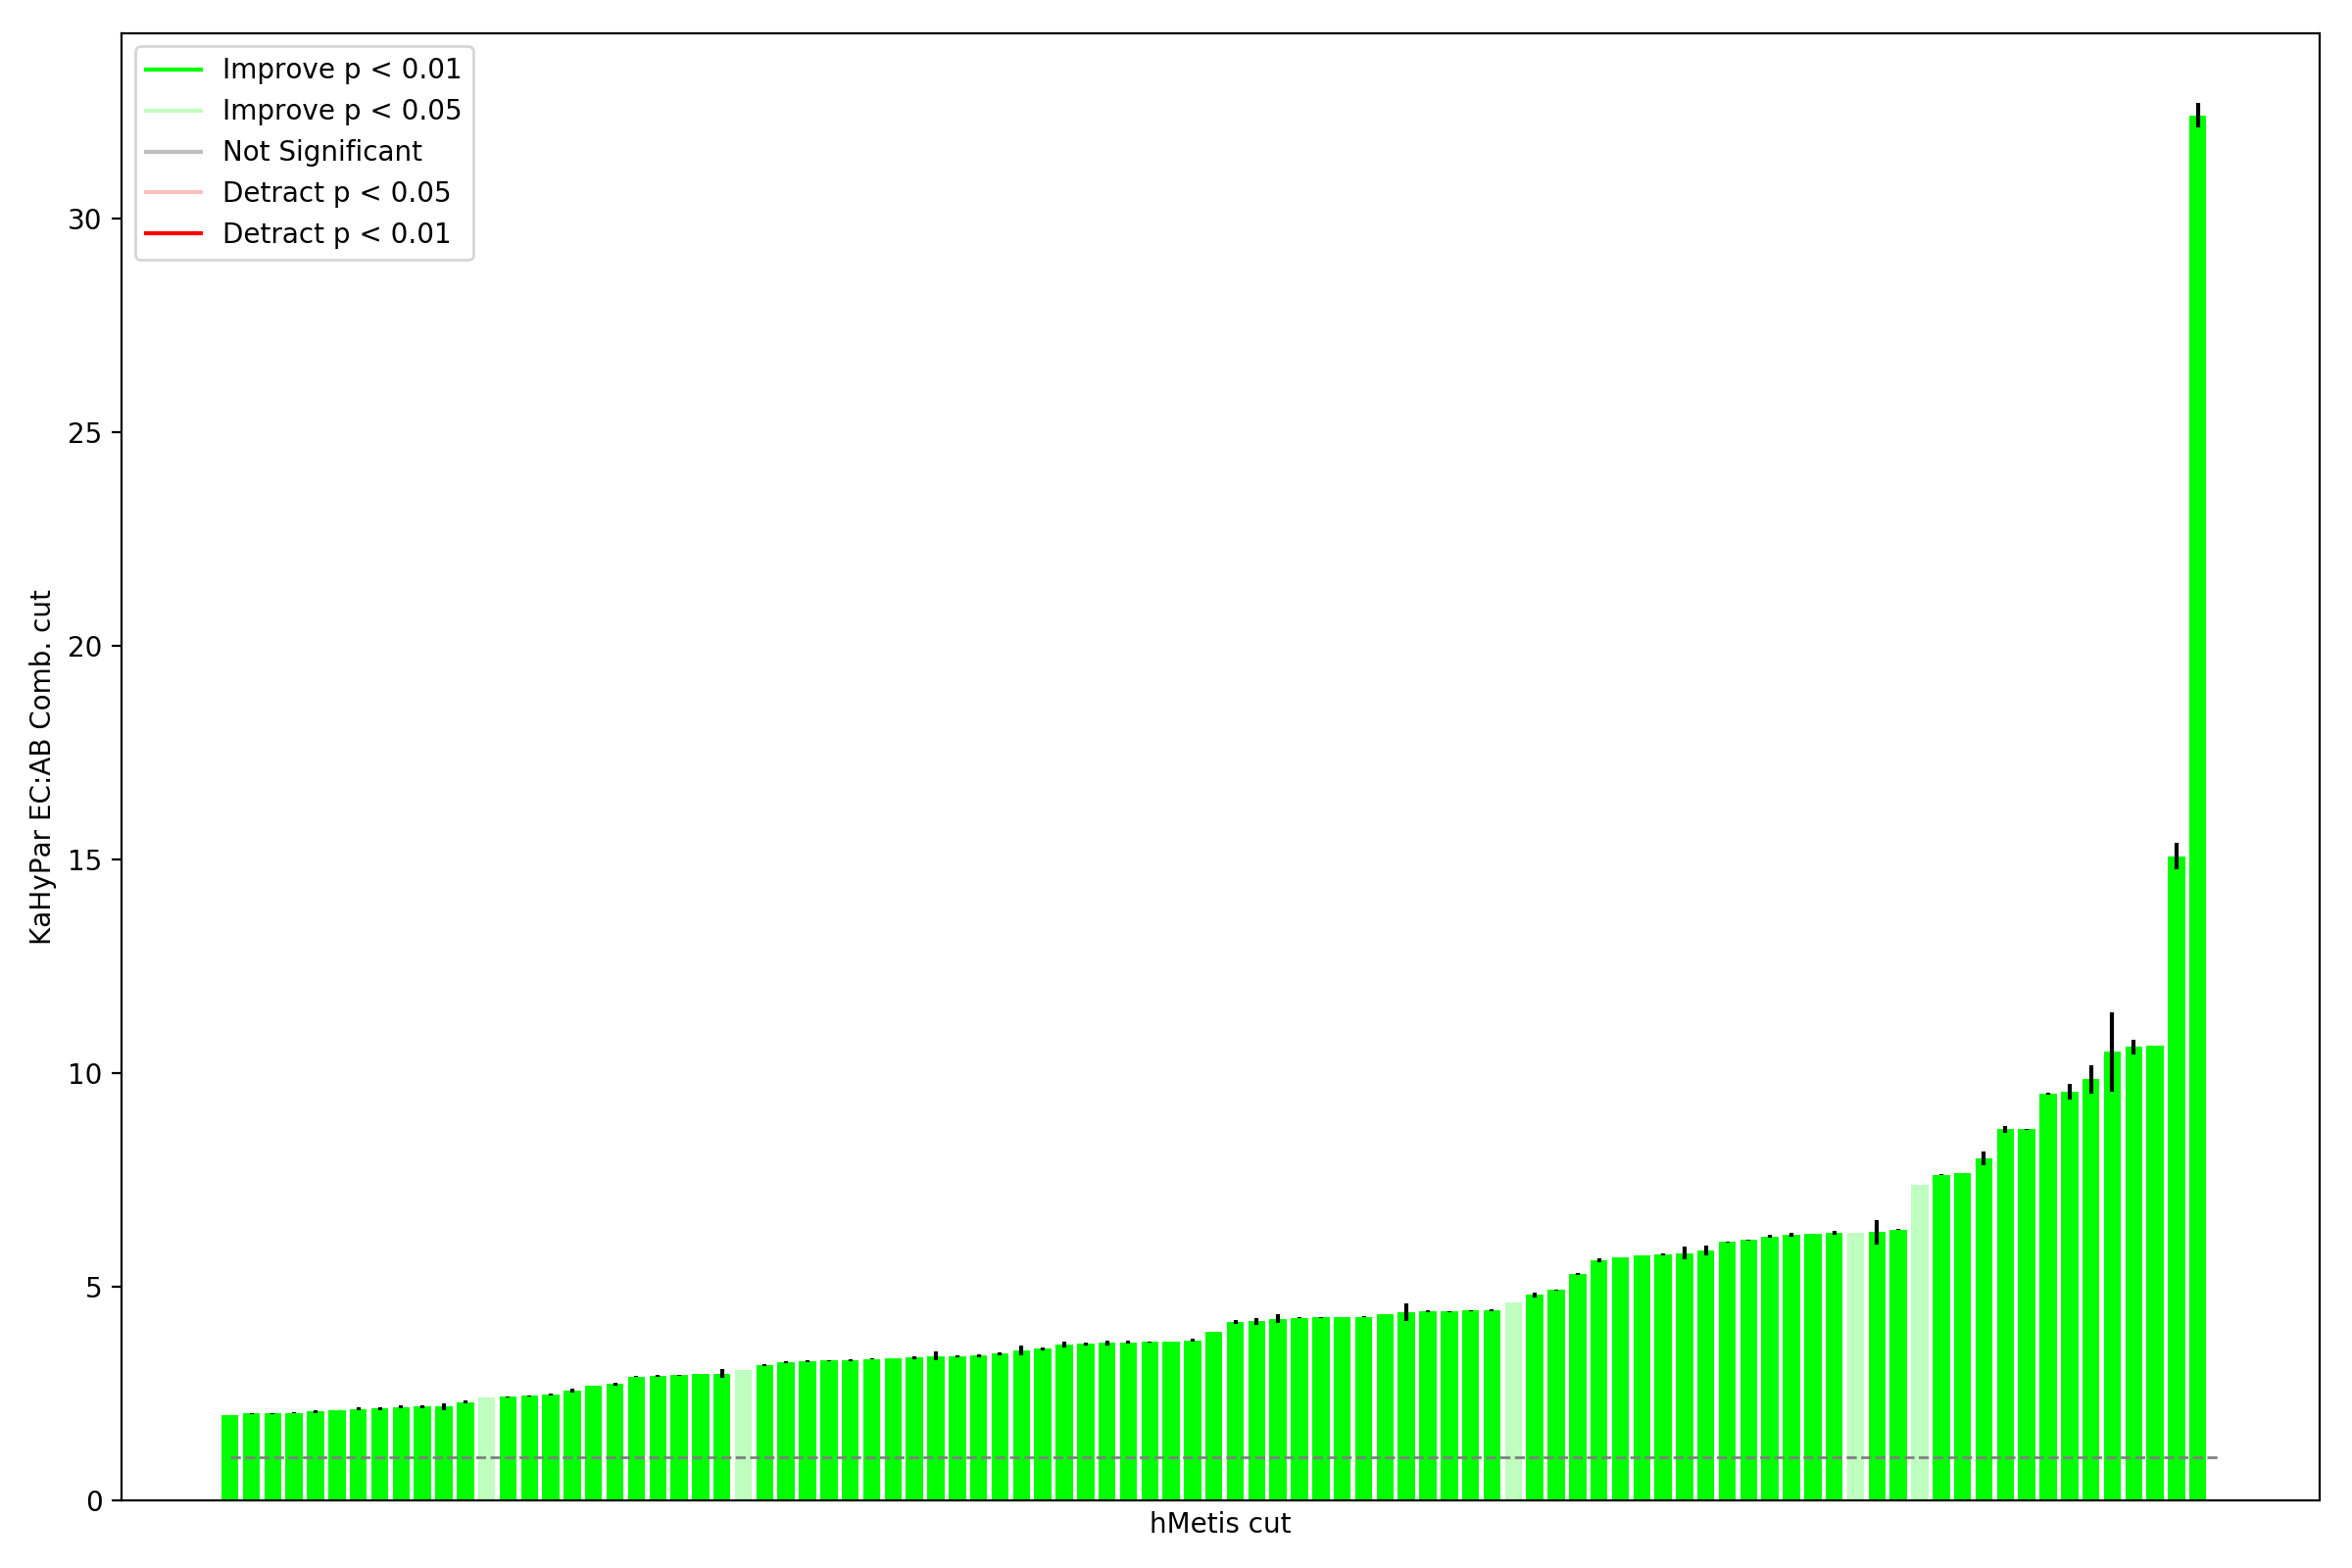 Improve p < 0.01
Improve p < 0.05
Not Significant
Detract p < 0.05
Detract p < 0.01
30
25
20
15
10
5
0
KaHyPar EC:AB Comb. cut
hMetis cut